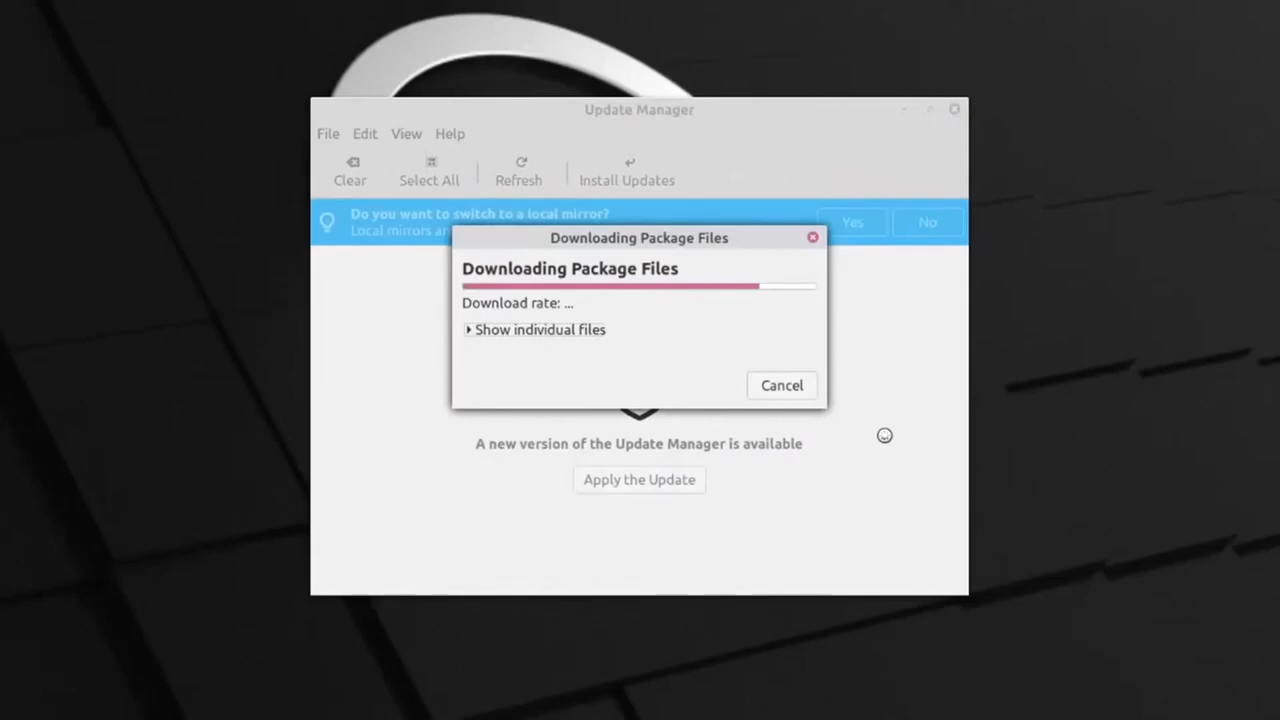 Update Manager
File Edit View Help
Clear Select All Refresh Install Updates
Do you want to switch to a local mirror?
Local mirrors
Yes No
Downloading Package Files
Downloading Package Files
Download rate: ...
Show individual files
Cancel
A new version of the Update Manager is available
Apply the Update